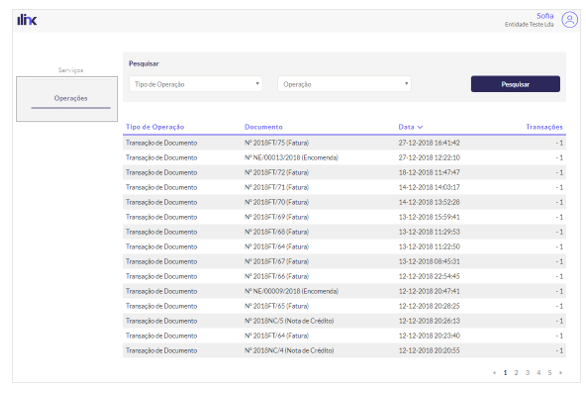 ilink
Sofia
Entidade Teste Lda
Serviços
Operações
Pesquisar
Tipo de Operação
Operação
Pesquisar
Tipo de Operação Documento Data Transações
Transação de Documento Nº 2018FT/75 (Fatura) 27-12-2018 16:41:42 - 1
Transação de Documento Nº NE/00013/2018 (Encomenda) 27-12-2018 12:22:10 - 1
Transação de Documento Nº 2018FT/72 (Fatura) 18-12-2018 11:47:47 - 1
Transação de Documento Nº 2018FT/71 (Fatura) 14-12-2018 14:03:17 - 1
Transação de Documento Nº 2018FT/70 (Fatura) 14-12-2018 13:52:28 - 1
Transação de Documento Nº 2018FT/69 (Fatura) 13-12-2018 15:59:41 - 1
Transação de Documento Nº 2018FT/68 (Fatura) 13-12-2018 11:29:53 - 1
Transação de Documento Nº 2018FT/64 (Fatura) 13-12-2018 11:22:50 - 1
Transação de Documento Nº 2018FT/67 (Fatura) 13-12-2018 08:45:31 - 1
Transação de Documento Nº 2018FT/66 (Fatura) 12-12-2018 22:54:45 - 1
Transação de Documento Nº NE/00009/2018 (Encomenda) 12-12-2018 20:47:41 - 1
Transação de Documento Nº 2018FT/65 (Fatura) 12-12-2018 20:28:25 - 1
Transação de Documento Nº 2018NC/5 (Nota de Crédito) 12-12-2018 20:26:13 - 1
Transação de Documento Nº 2018FT/64 (Fatura) 12-12-2018 20:23:40 - 1
Transação de Documento Nº 2018NC/4 (Nota de Crédito) 12-12-2018 20:20:55 - 1
« 1 2 3 4 5 »